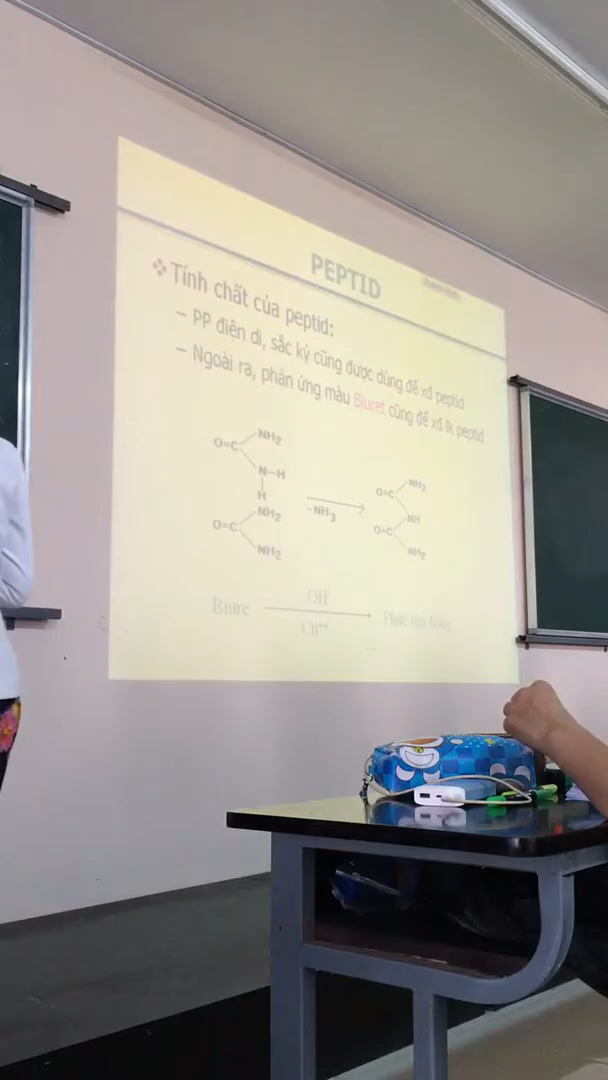 PEPTID
❖ Tính chất của peptid:
– PP điện di, sắc ký cũng được dùng để xđ peptid
– Ngoài ra, phản ứng màu Biuret cũng để xđ lk peptid
O=C NH2
N—H
H
O=C NH2
NH2
-NH3
O=C NH2
NH
O=C
NH2
Biure
OH
Cu++